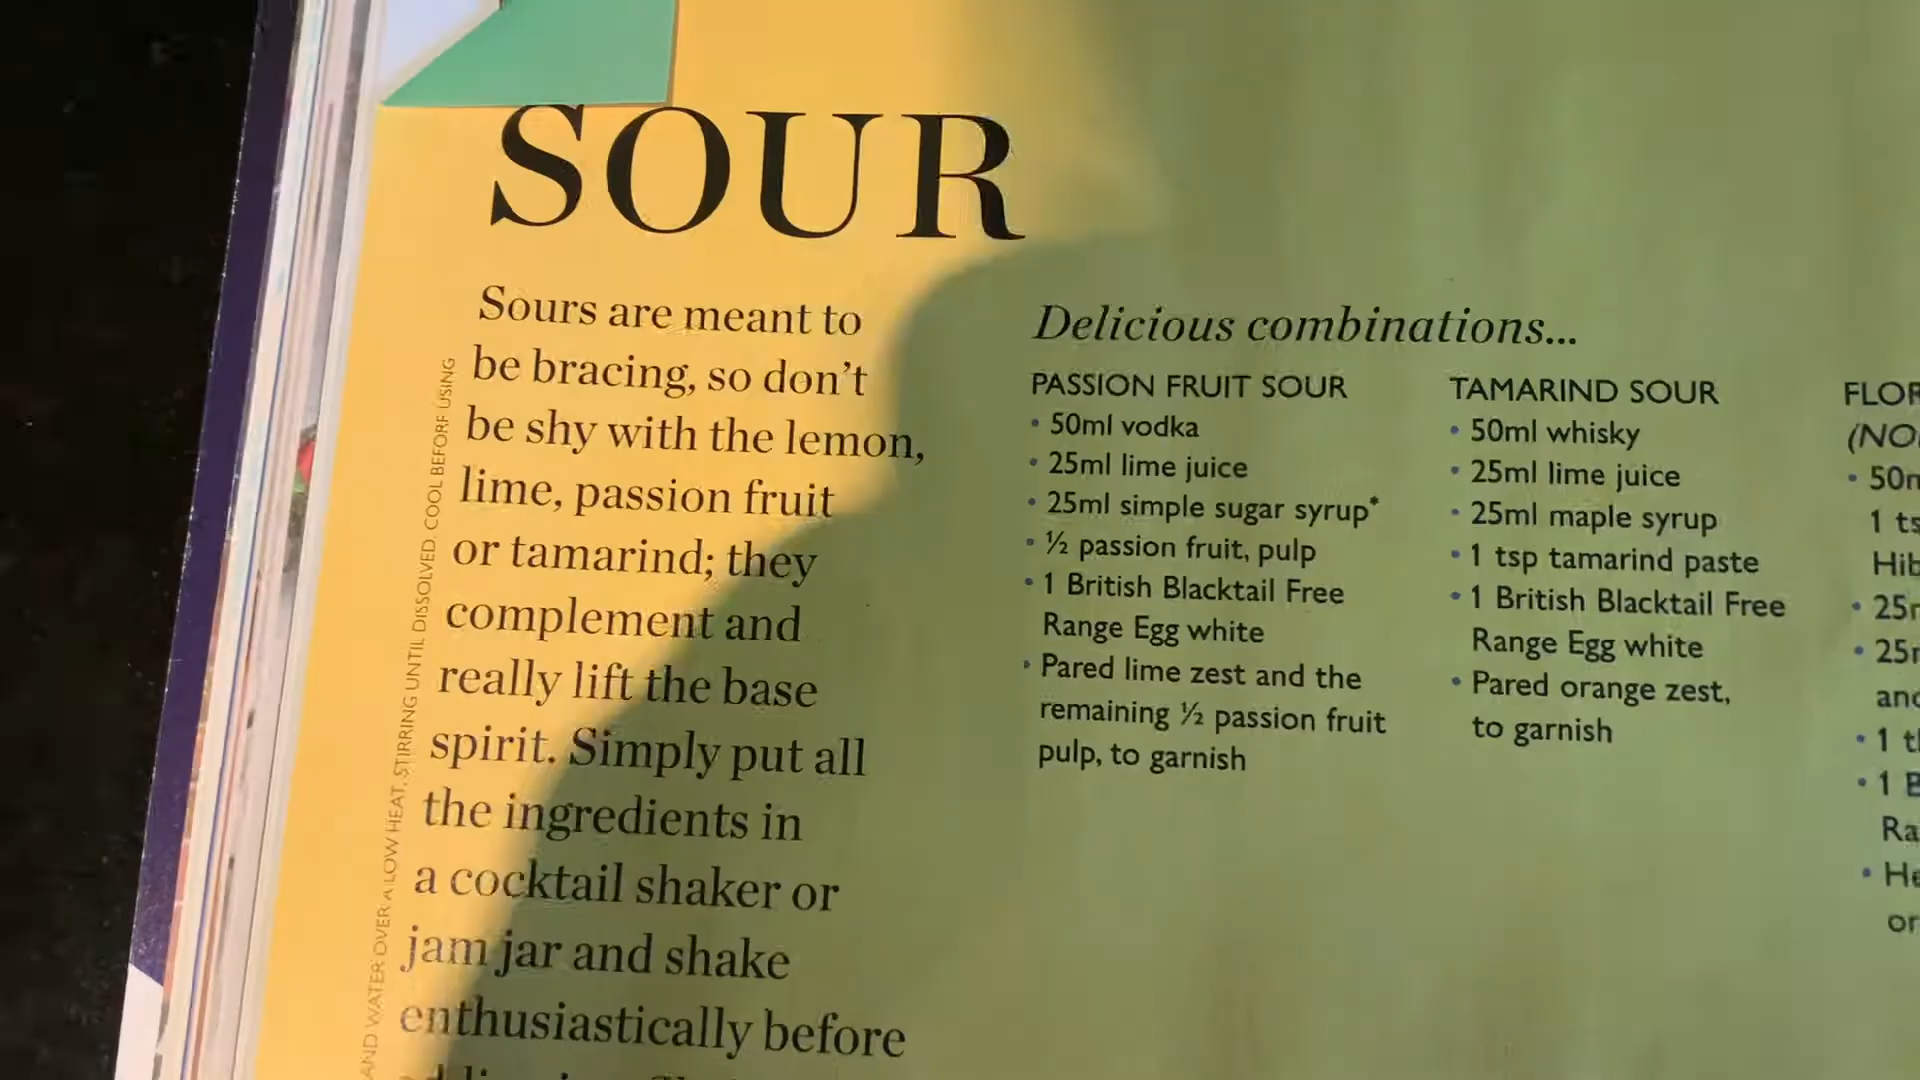 SOUR
Sours are meant to
be bracing, so don't
be shy with the lemon,
lime, passion fruit
or tamarind; they
complement and
really lift the base
spirit. Simply put all
the ingredients in
a cocktail shaker or
jam jar and shake
enthusiastically before
AND WATER OVER A LOW HEAT, STIRRING UNTIL DISSOLVED. COOL BEFORE USING
Delicious combinations...
PASSION FRUIT SOUR
• 50ml vodka
• 25ml lime juice
• 25ml simple sugar syrup*
• ½ passion fruit, pulp
• 1 British Blacktail Free
Range Egg white
• Pared lime zest and the
remaining ½ passion fruit
pulp, to garnish
TAMARIND SOUR
• 50ml whisky
• 25ml lime juice
• 25ml maple syrup
• 1 tsp tamarind paste
• 1 British Blacktail Free
Range Egg white
• Pared orange zest,
to garnish